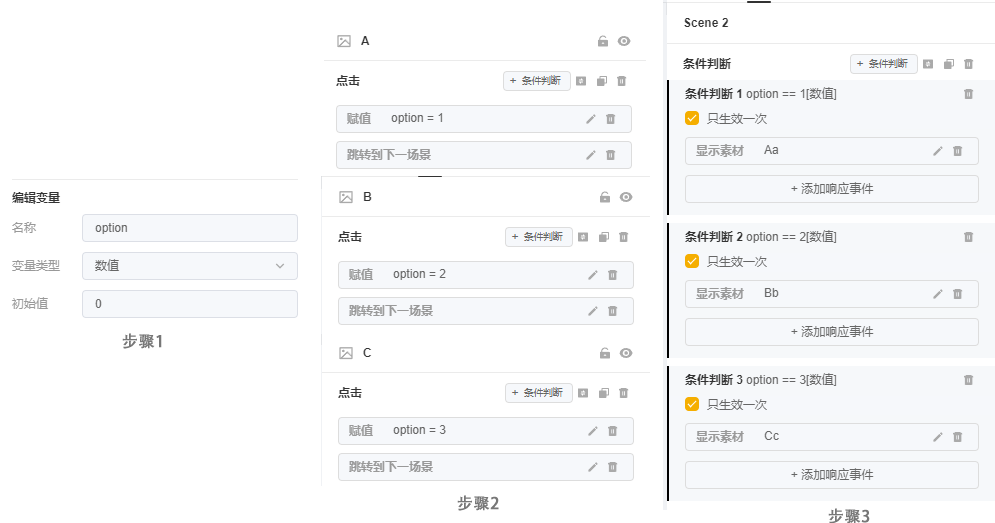 编辑变量
名称 option
变量类型 数值
初始值 0
步骤1
A
点击 + 条件判断
赋值 option = 1
跳转到下一场景
B
点击 + 条件判断
赋值 option = 2
跳转到下一场景
C
点击 + 条件判断
赋值 option = 3
跳转到下一场景
步骤2
Scene 2
条件判断 + 条件判断
条件判断 1 option == 1[数值]
只生效一次
显示素材 Aa
+ 添加响应事件
条件判断 2 option == 2[数值]
只生效一次
显示素材 Bb
+ 添加响应事件
条件判断 3 option == 3[数值]
只生效一次
显示素材 Cc
+ 添加响应事件
步骤3